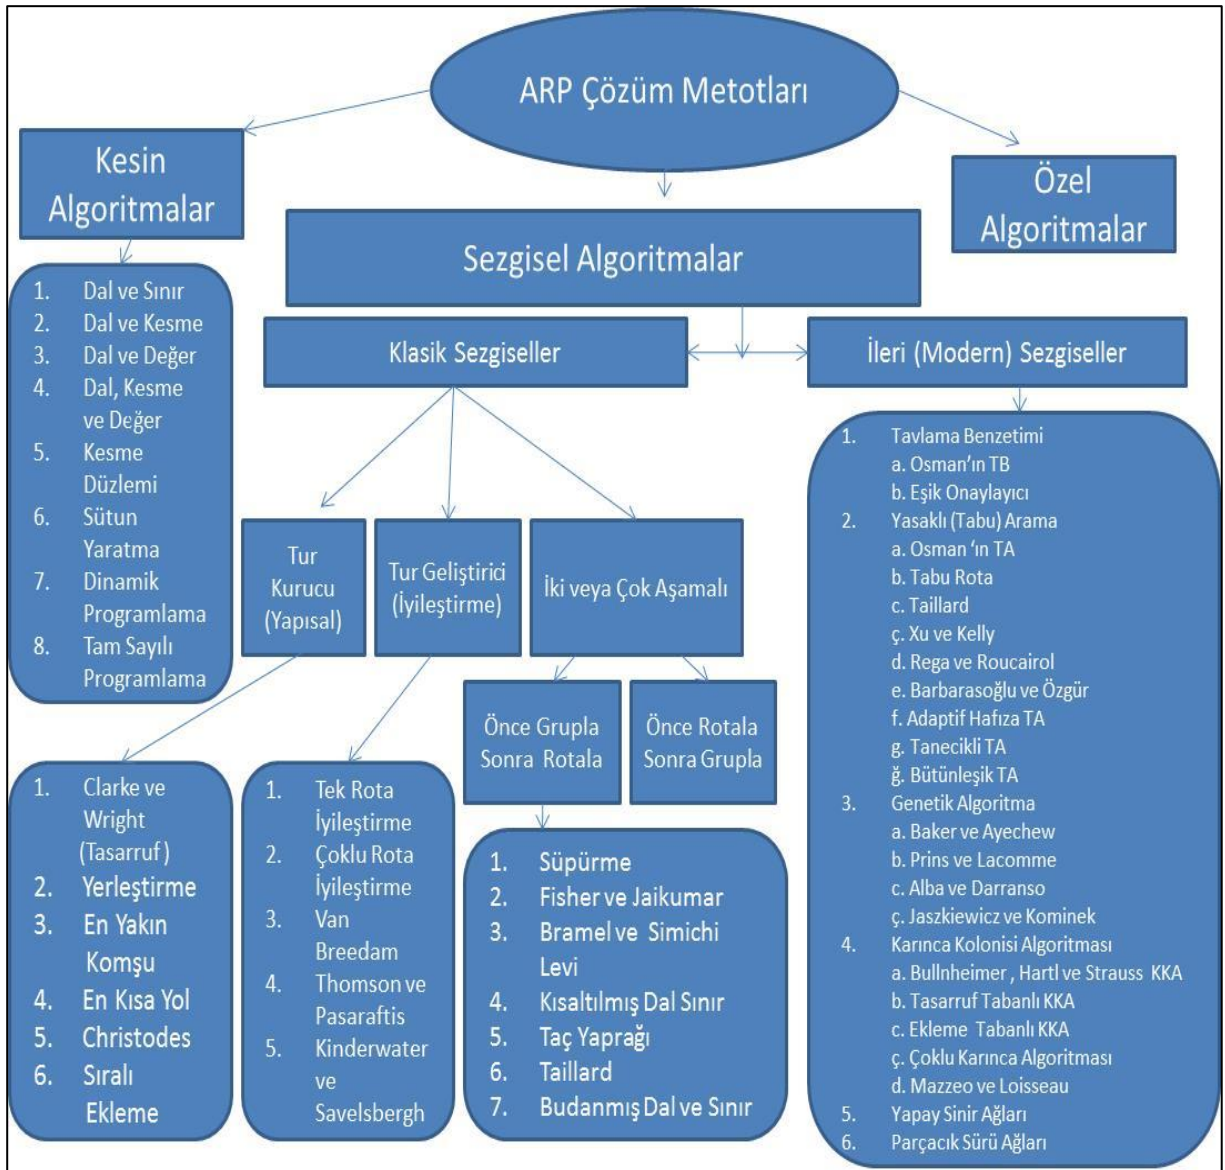 ARP Çözüm Metotları
Kesin
Algoritmalar
Özel
Algoritmalar
Sezgisel Algoritmalar
1. Dal ve Sınır
2. Dal ve Kesme
3. Dal ve Değer
4. Dal, Kesme
ve Değer
5. Kesme
Düzlemi
6. Sütun
Yaratma
7. Dinamik
Programlama
8. Tam Sayılı
Programlama
Klasik Sezgiseller
İleri (Modern) Sezgiseller
Tur
Kurucu
(Yapısal)
Tur Geliştirici
(İyileştirme)
İki veya Çok Aşamalı
Önce Grupla
Sonra Rotala
Önce Rotala
Sonra Grupla
1. Clarke ve
Wright
(Tasarruf )
2. Yerleştirme
3. En Yakın
Komşu
4. En Kısa Yol
5. Christodes
6. Sıralı
Ekleme
1. Tek Rota
İyileştirme
2. Çoklu Rota
İyileştirme
3. Van
Breedam
4. Thomson ve
Pasaraftis
5. Kinderwater
ve
Savelsbergh
1. Süpürme
2. Fisher ve Jaikumar
3. Bramel ve Simichi
Levi
4. Kısaltılmış Dal Sınır
5. Taç Yaprağı
6. Taillard
7. Budanmış Dal ve Sınır
1. Tavlama Benzetimi
a. Osman’ın TB
b. Eşik Onaylayıcı
2. Yasaklı (Tabu) Arama
a. Osman ‘ın TA
b. Tabu Rota
c. Taillard
ç. Xu ve Kelly
d. Rega ve Roucairol
e. Barbarasoğlu ve Özgür
f. Adaptif Hafıza TA
g. Tanecikli TA
ğ. Bütünleşik TA
3. Genetik Algoritma
a. Baker ve Ayechew
b. Prins ve Lacomme
c. Alba ve Darranso
ç. Jaszkiewicz ve Kominek
4. Karınca Kolonisi Algoritması
a. Bullnheimer , Hartl ve Strauss KKA
b. Tasarruf Tabanlı KKA
c. Ekleme Tabanlı KKA
ç. Çoklu Karınca Algoritması
d. Mazzeo ve Loisseau
5. Yapay Sinir Ağları
6. Parçacık Sürü Ağları